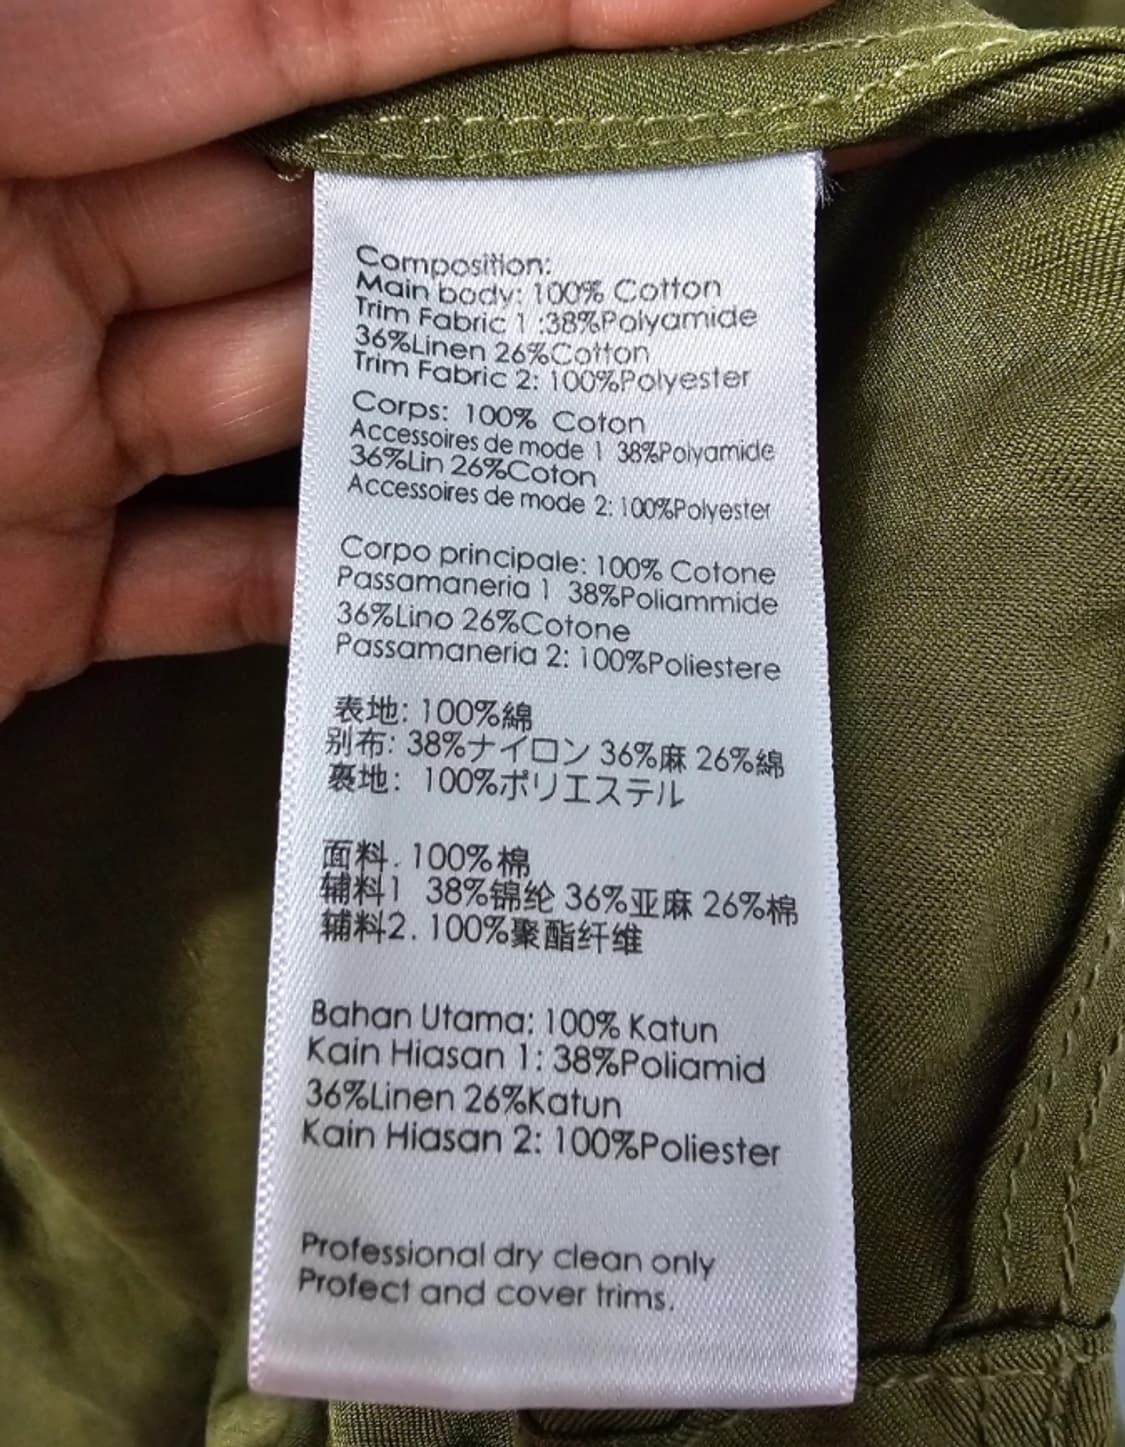 Composition:
Main body: 100% Cotton
Trim Fabric 1 :38%Polyamide
36%Linen 26%Cotton
Trim Fabric 2: 100%Polyester
Corps: 100% Coton
Accessoires de mode 1 38%Polyamide
36%Lin 26%Coton
Accessoires de mode 2: 100%Polyester
Corpo principale: 100% Cotone
Passamaneria 1 38%Poliammide
36%Lino 26%Cotone
Passamaneria 2: 100%Poliestere
表地: 100%綿
別布: 38%ナイロン 36%麻 26%綿
裏地: 100%ポリエステル
面料. 100%棉
辅料1 38%锦纶 36%亚麻 26%棉
辅料2. 100%聚酯纤维
Bahan Utama: 100% Katun
Kain Hiasan 1: 38%Poliamid
36%Linen 26%Katun
Kain Hiasan 2: 100%Poliester
Professional dry clean only
Profect and cover trims.